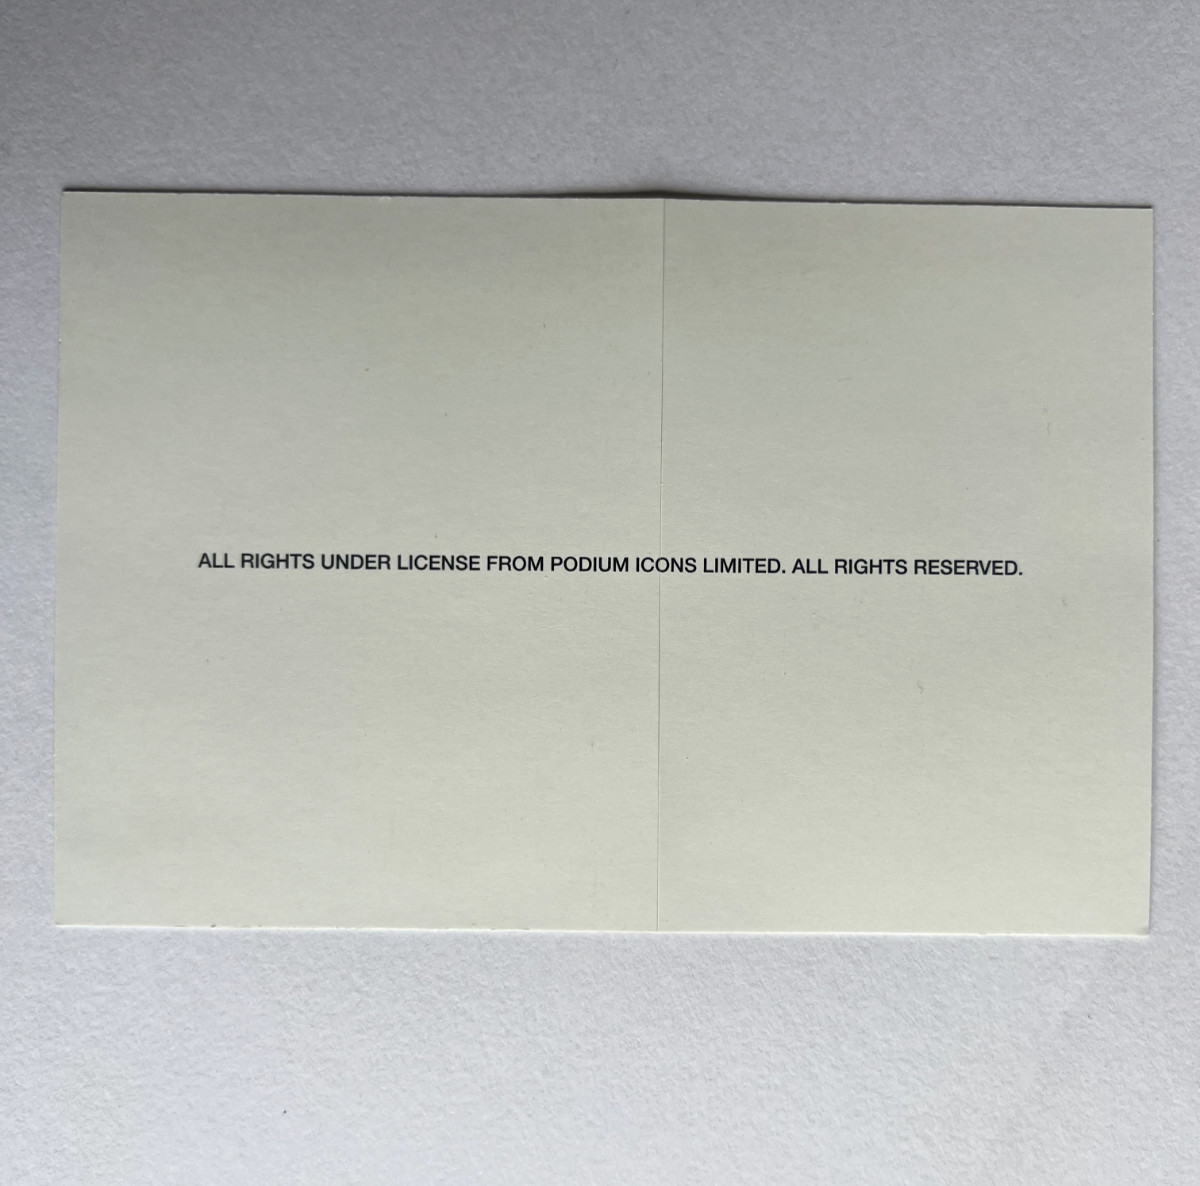 ALL RIGHTS UNDER LICENSE FROM PODIUM ICONS LIMITED. ALL RIGHTS RESERVED.